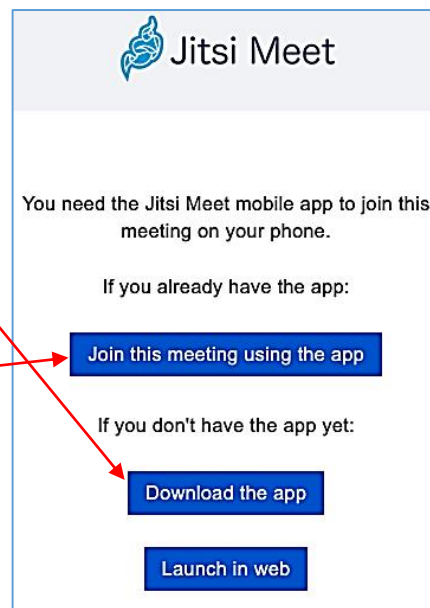 Jitsi Meet
You need the Jitsi Meet mobile app to join this
meeting on your phone.
If you already have the app:
Join this meeting using the app
If you don't have the app yet:
Download the app
Launch in web